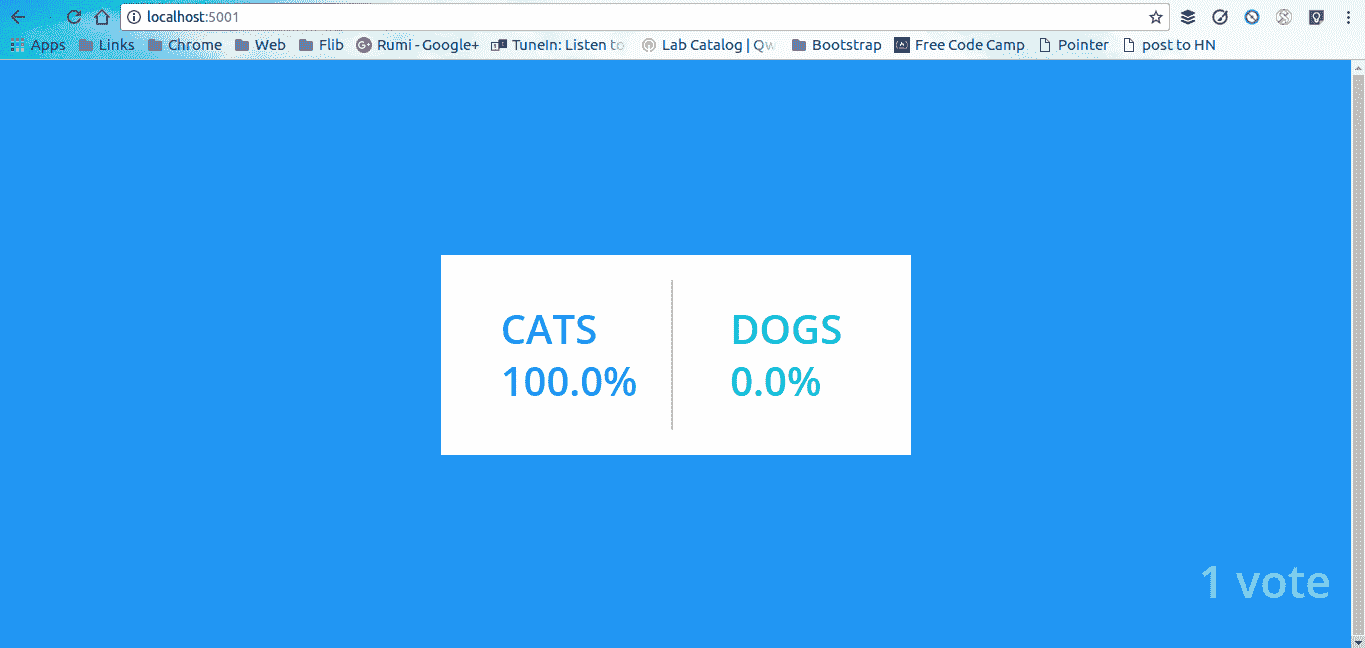 localhost:5001
Apps Links Chrome Web Flib Rumi - Google+ TuneIn: Listen to Lab Catalog | Qw Bootstrap Free Code Camp Pointer post to HN
CATS DOGS
100.0% 0.0%
1 vote